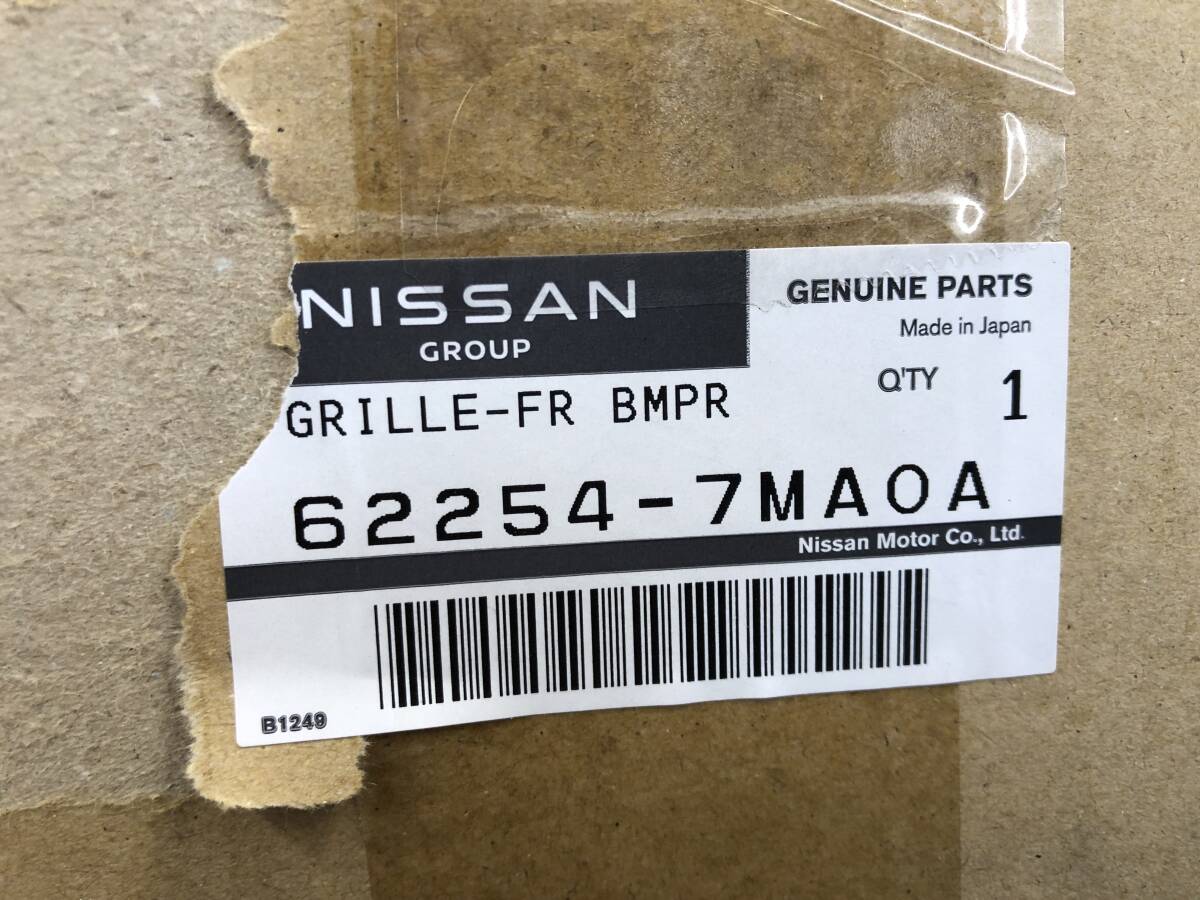 NISSAN
GROUP
GENUINE PARTS
Made in Japan
GRILLE-FR BMPR
Q'TY 1
62254-7MA0A
Nissan Motor Co., Ltd.
B1249